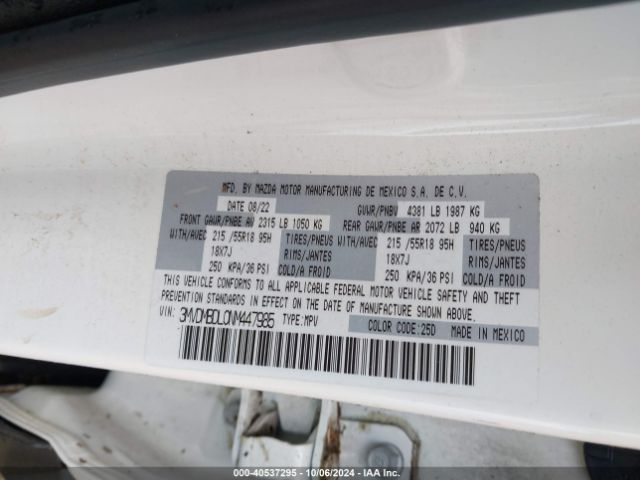 MFD. BY MAZDA MOTOR MANUFACTURING DE MEXICO S.A. DE C.V.
DATE 08/22 GVWR/PNBV 4381 LB 1987 KG
FRONT GAWR/PNBE AV 2315 LB 1050 KG REAR GAWR/PNBE AR 2072 LB 940 KG
WITH/AVEC 215 /55R18 95H TIRES/PNEUS WITH/AVEC 215 /55R18 95H TIRES/PNEUS
18X7J RIMS/JANTES 18X7J RIMS/JANTES
250 KPA/36 PSI COLD/A FROID 250 KPA/36 PSI COLD/A FROID
THIS VEHICLE CONFORMS TO ALL APPLICABLE FEDERAL MOTOR VEHICLE SAFETY AND THEFT
PREVENTION STANDARDS IN EFFECT ON THE DATE OF MANUFACTURE SHOWN ABOVE.
VIN: 3MVDMBDL0NM447985 TYPE: MPV COLOR CODE: 25D MADE IN MEXICO
000-40537295 - 10/06/2024 - IAA Inc.